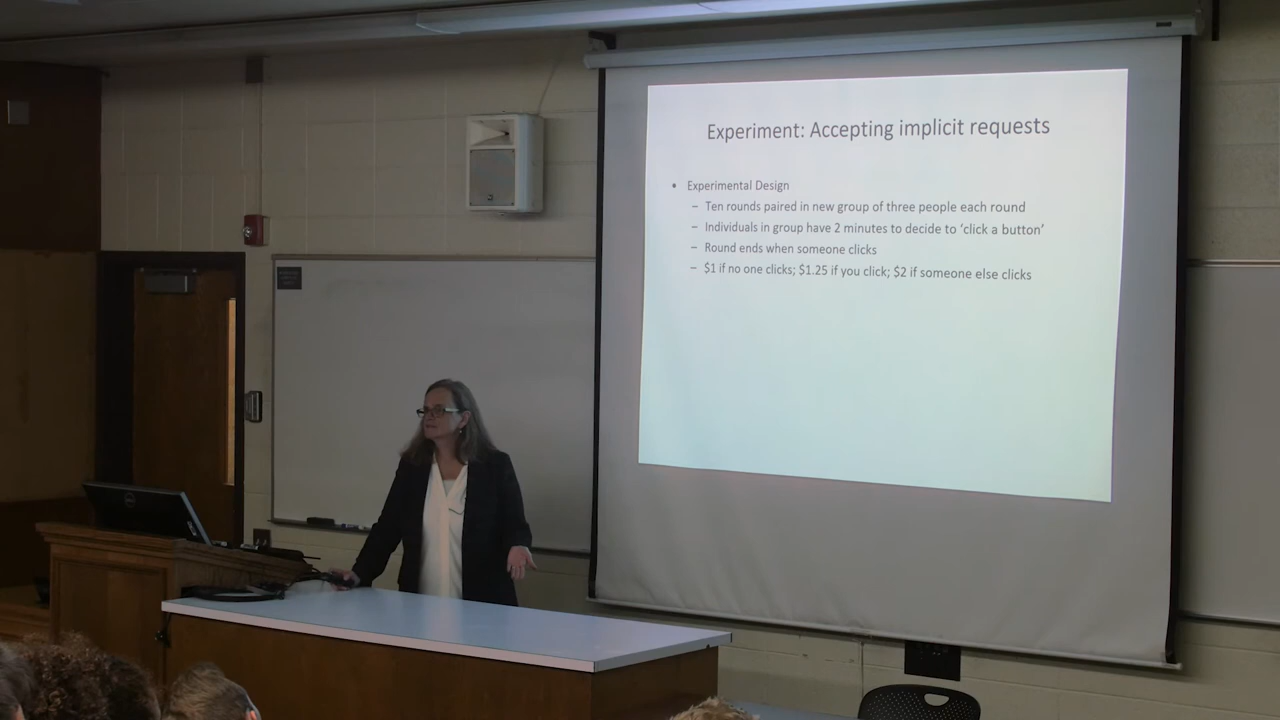 Experiment: Accepting implicit requests
• Experimental Design
– Ten rounds paired in new group of three people each round
– Individuals in group have 2 minutes to decide to ‘click a button’
– Round ends when someone clicks
– $1 if no one clicks; $1.25 if you click; $2 if someone else clicks
DELL